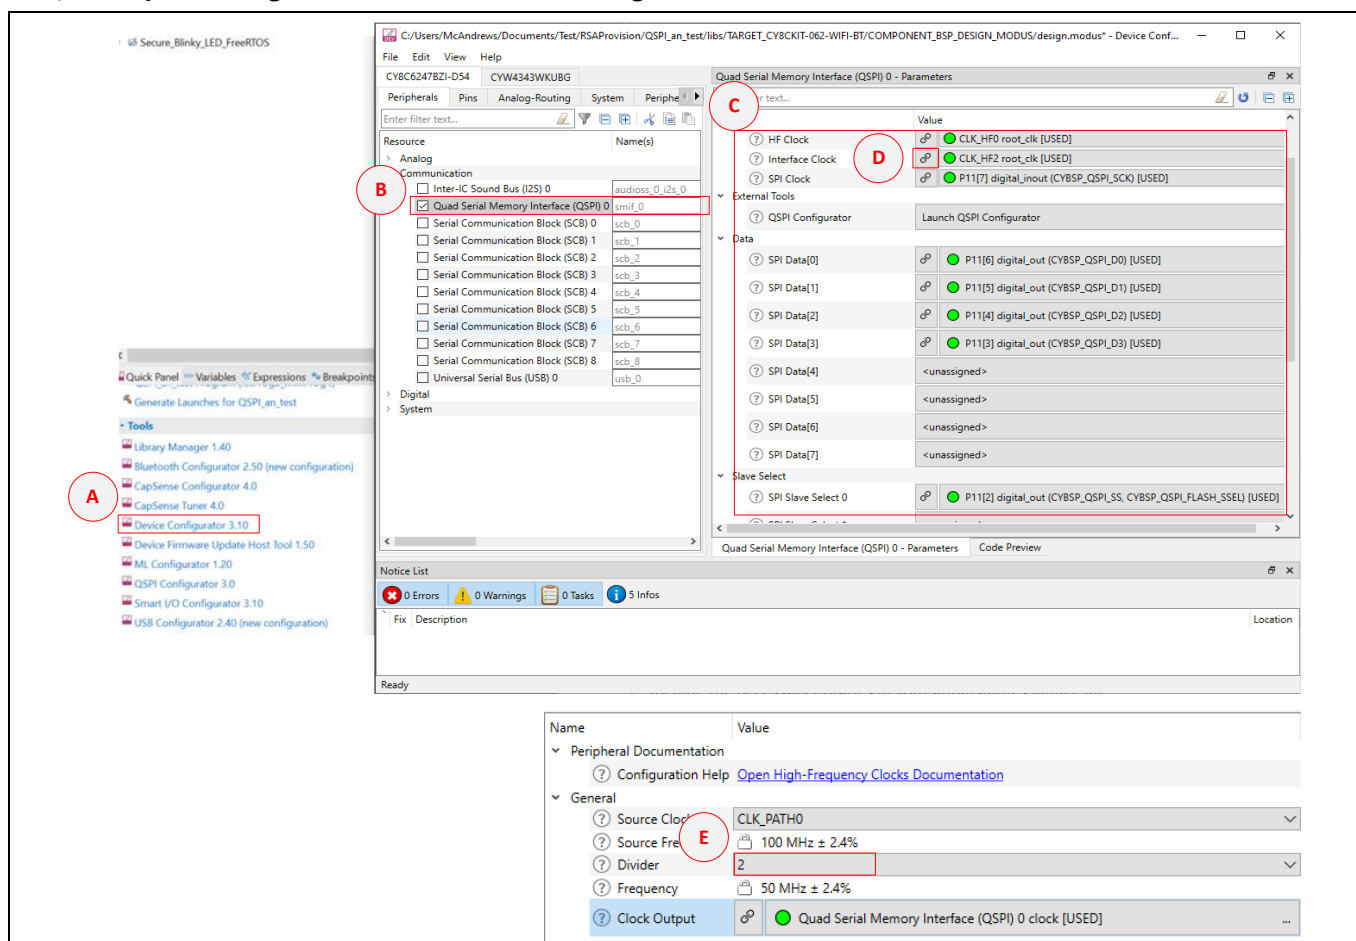 Secure_Blinky_LED_FreeRTOS
C:/Users/McAndrews/Documents/Test/RSAProvision/QSPI_an_test/libs/TARGET_CY8CKIT-062-WIFI-BT/COMPONENT_BSP_DESIGN_MODUS/design.modus* - Device Conf...
File Edit View Help
CY8C6247BZI-D54 CYW4343WKUBG
Peripherals Pins Analog-Routing System Periphe
Enter filter text...
Resource Name(s)
Analog
Communication
B
Inter-IC Sound Bus (I2S) 0 audioss_0_i2s_0
Quad Serial Memory Interface (QSPI) 0 smif_0
Serial Communication Block (SCB) 0 scb_0
Serial Communication Block (SCB) 1 scb_1
Serial Communication Block (SCB) 2 scb_2
Serial Communication Block (SCB) 3 scb_3
Serial Communication Block (SCB) 4 scb_4
Serial Communication Block (SCB) 5 scb_5
Serial Communication Block (SCB) 6 scb_6
Serial Communication Block (SCB) 7 scb_7
Serial Communication Block (SCB) 8 scb_8
Universal Serial Bus (USB) 0 usb_0
Digital
System
Quad Serial Memory Interface (QSPI) 0 - Parameters
C
text...
Value
HF Clock CLK_HF0 root_clk [USED]
Interface Clock D CLK_HF2 root_clk [USED]
SPI Clock P11[7] digital_inout (CYBSP_QSPI_SCK) [USED]
External Tools
QSPI Configurator Launch QSPI Configurator
Data
SPI Data[0] P11[6] digital_out (CYBSP_QSPI_D0) [USED]
SPI Data[1] P11[5] digital_out (CYBSP_QSPI_D1) [USED]
SPI Data[2] P11[4] digital_out (CYBSP_QSPI_D2) [USED]
SPI Data[3] P11[3] digital_out (CYBSP_QSPI_D3) [USED]
SPI Data[4] <unassigned>
SPI Data[5] <unassigned>
SPI Data[6] <unassigned>
SPI Data[7] <unassigned>
Slave Select
SPI Slave Select 0 P11[2] digital_out (CYBSP_QSPI_SS, CYBSP_QSPI_FLASH_SSEL) [USED]
Quad Serial Memory Interface (QSPI) 0 - Parameters Code Preview
Quick Panel Variables Expressions Breakpoints
Generate Launches for QSPI_an_test
Tools
Library Manager 1.40
Bluetooth Configurator 2.50 (new configuration)
CapSense Configurator 4.0
A
CapSense Tuner 4.0
Device Configurator 3.10
Device Firmware Update Host Tool 1.50
ML Configurator 1.20
QSPI Configurator 3.0
Smart I/O Configurator 3.10
USB Configurator 2.40 (new configuration)
Notice List
0 Errors 0 Warnings 0 Tasks 5 Infos
Fix Description Location
Ready
Name Value
Peripheral Documentation
Configuration Help Open High-Frequency Clocks Documentation
General
Source Cloc CLK_PATH0
Source Fre E 100 MHz ± 2.4%
Divider 2
Frequency 50 MHz ± 2.4%
Clock Output Quad Serial Memory Interface (QSPI) 0 clock [USED] ...